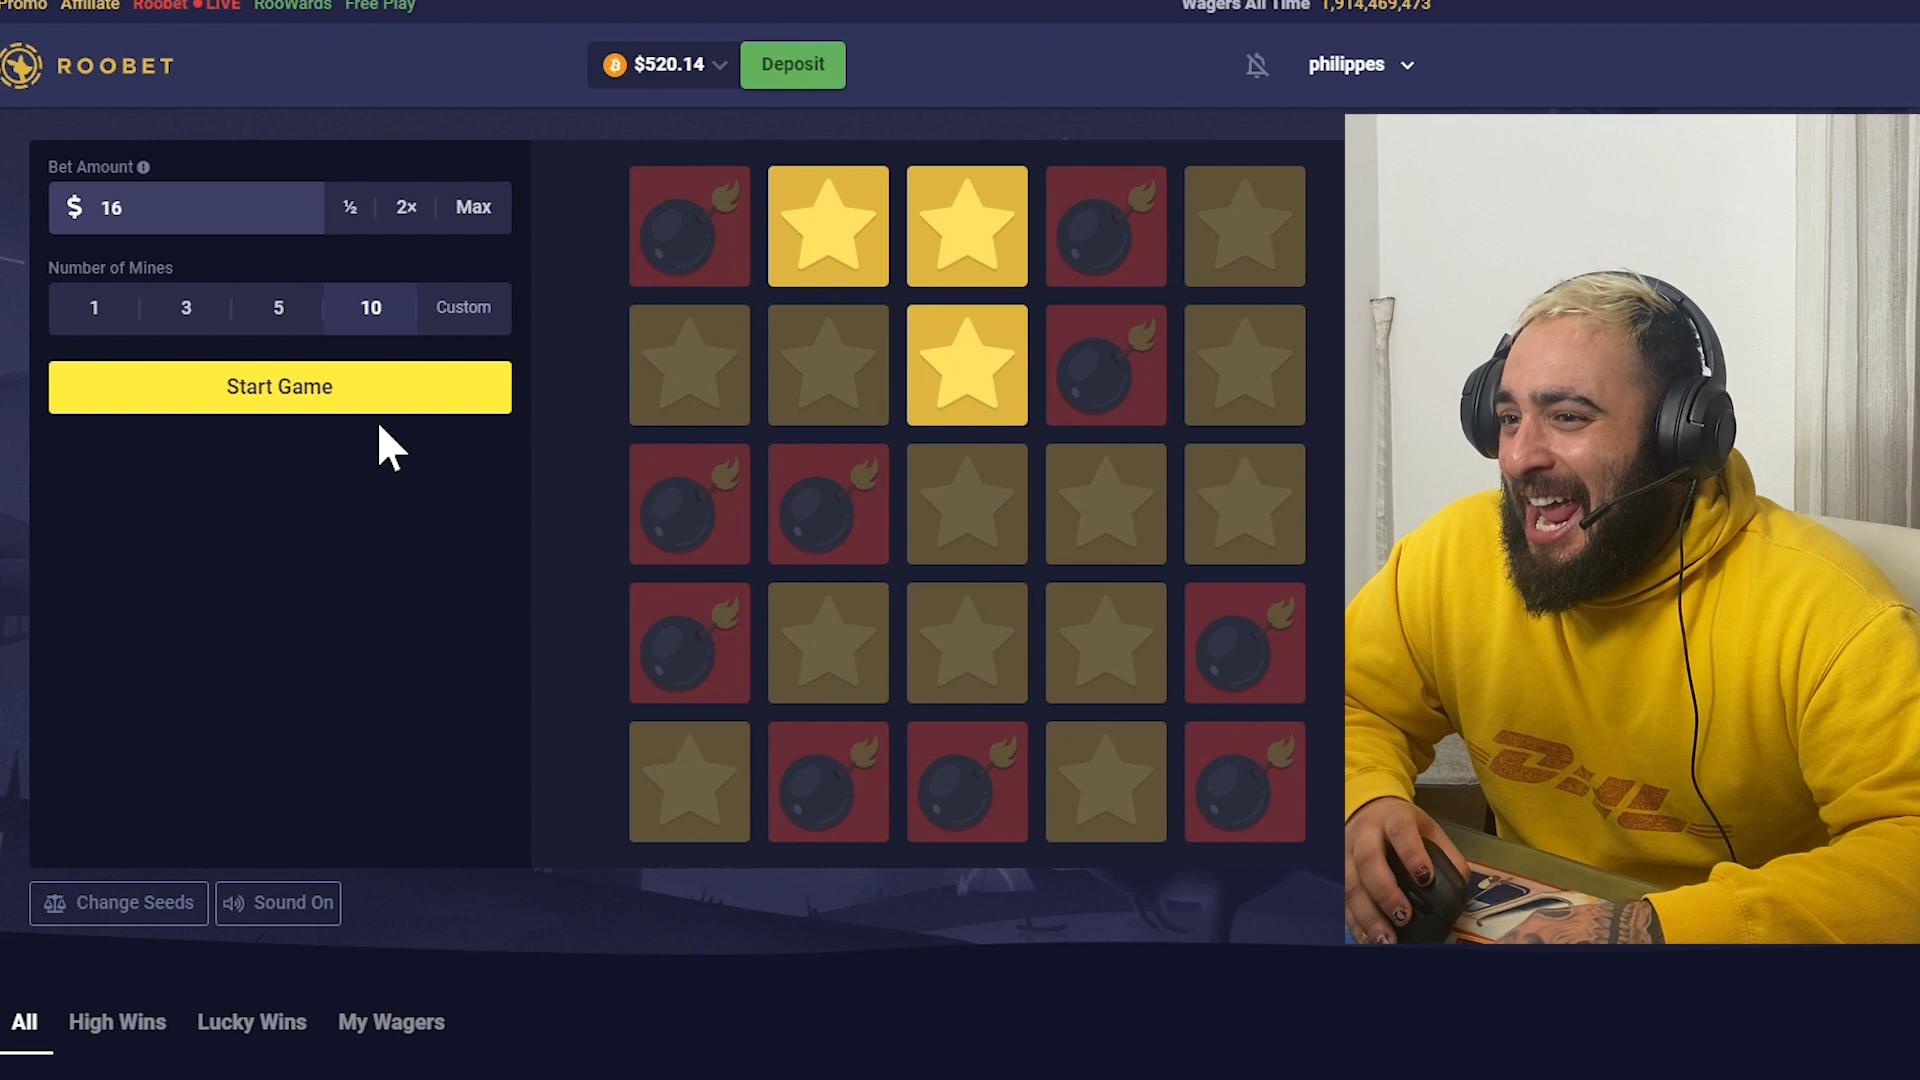 Promo Affiliate Roobet LIVE RooWards Free Play Wagers All Time 1,914,469,473
ROOBET $520.14 Deposit philippes
Bet Amount
$ 16 ½ 2× Max
Number of Mines
1 3 5 10 Custom
Start Game
DHL
Change Seeds Sound On
All High Wins Lucky Wins My Wagers